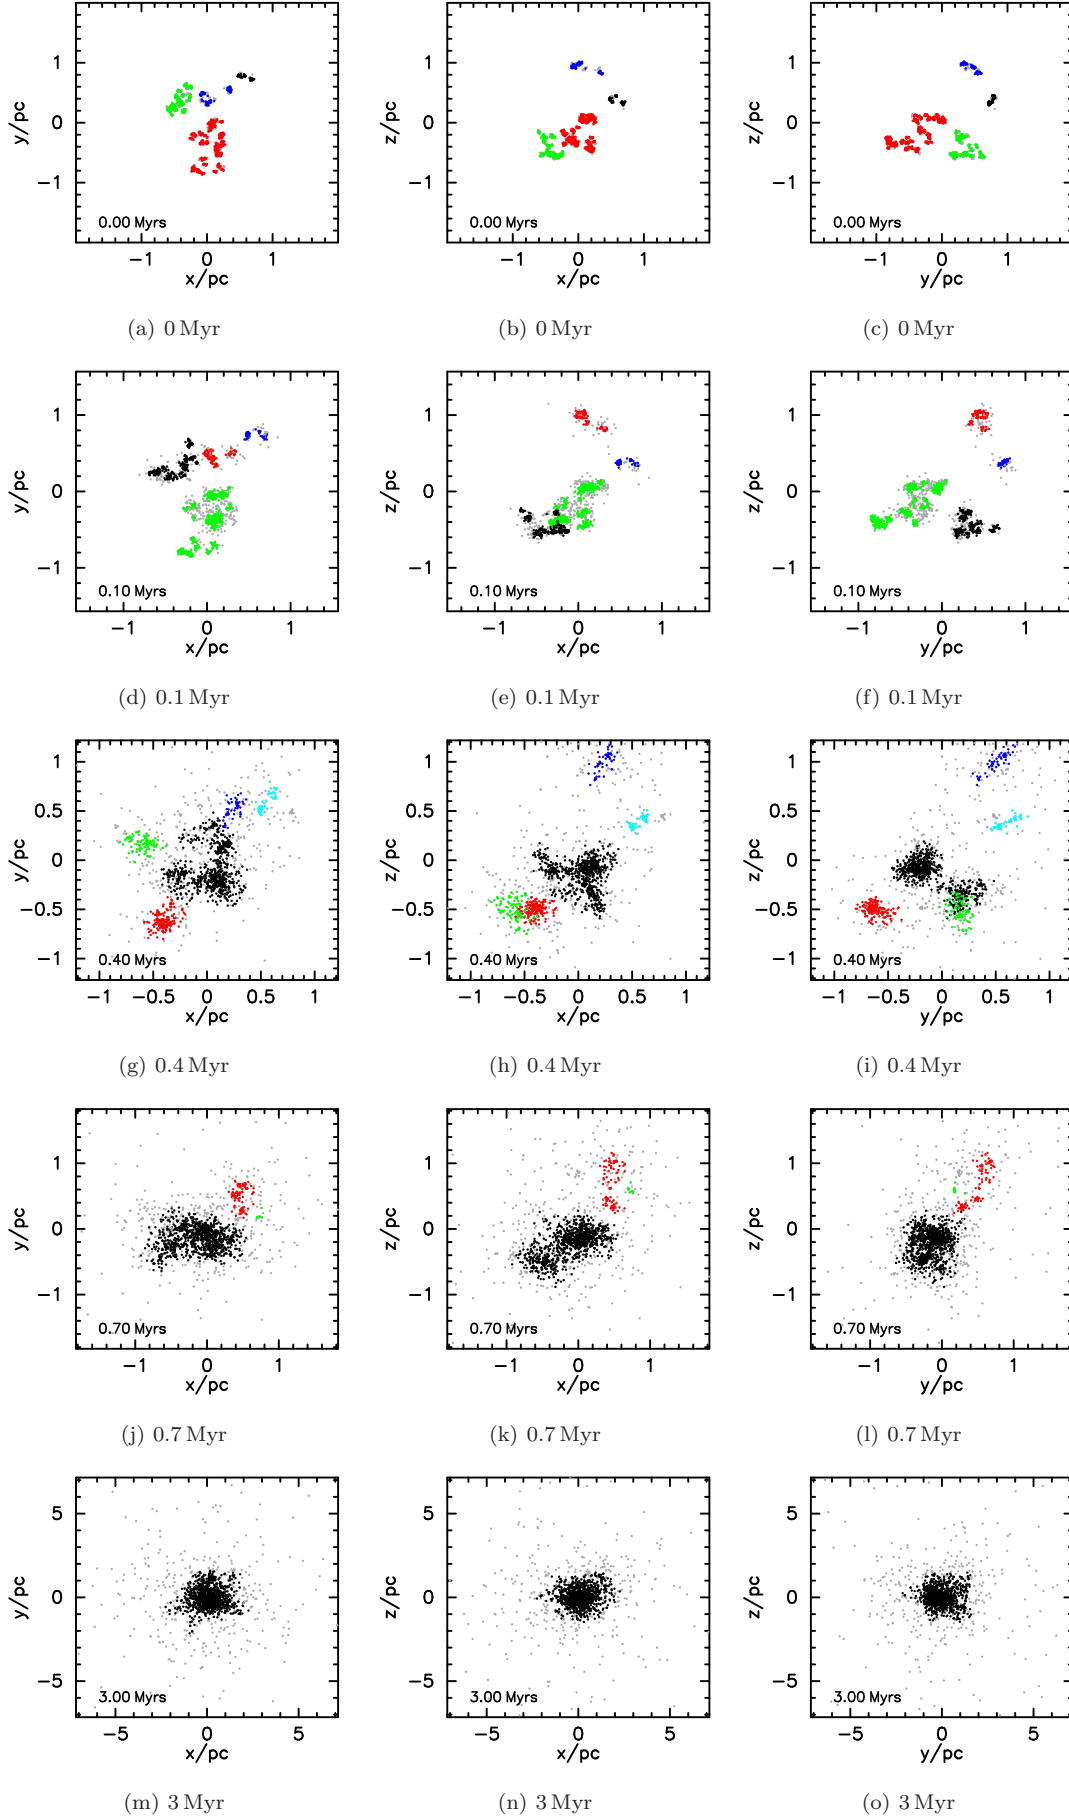 1 0 −1 y/pc 0.00 Myrs −1 0 1 x/pc
1 0 −1 z/pc 0.00 Myrs −1 0 1 x/pc
1 0 −1 z/pc 0.00 Myrs −1 0 1 y/pc
(a) 0 Myr (b) 0 Myr (c) 0 Myr
1 0 −1 y/pc 0.10 Myrs −1 0 1 x/pc
1 0 −1 z/pc 0.10 Myrs −1 0 1 x/pc
1 0 −1 z/pc 0.10 Myrs −1 0 1 y/pc
(d) 0.1 Myr (e) 0.1 Myr (f) 0.1 Myr
1 0.5 0 −0.5 −1 y/pc 0.40 Myrs −1 −0.5 0 0.5 1 x/pc
1 0.5 0 −0.5 −1 z/pc 0.40 Myrs −1 −0.5 0 0.5 1 x/pc
1 0.5 0 −0.5 −1 z/pc 0.40 Myrs −1 −0.5 0 0.5 1 y/pc
(g) 0.4 Myr (h) 0.4 Myr (i) 0.4 Myr
1 0 −1 y/pc 0.70 Myrs −1 0 1 x/pc
1 0 −1 z/pc 0.70 Myrs −1 0 1 x/pc
1 0 −1 z/pc 0.70 Myrs −1 0 1 y/pc
(j) 0.7 Myr (k) 0.7 Myr (l) 0.7 Myr
5 0 −5 y/pc 3.00 Myrs −5 0 5 x/pc
5 0 −5 z/pc 3.00 Myrs −5 0 5 x/pc
5 0 −5 z/pc 3.00 Myrs −5 0 5 y/pc
(m) 3 Myr (n) 3 Myr (o) 3 Myr